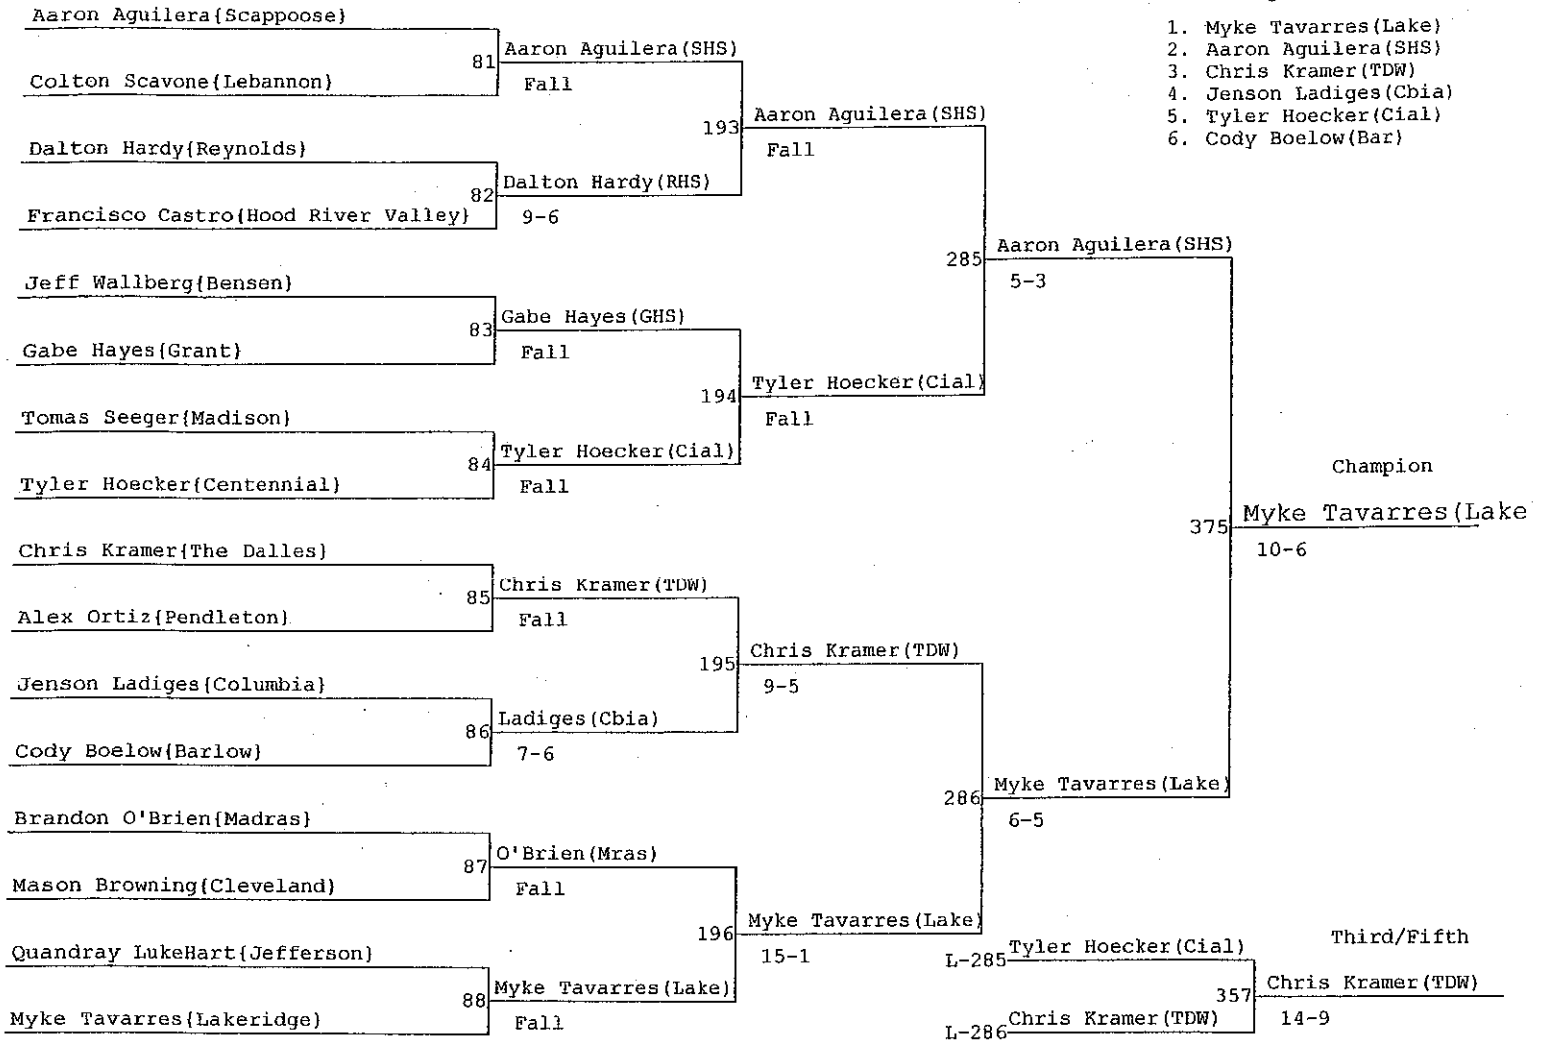 Aaron Aguilera{Scappoose}
81
Aaron Aguilera(SHS)
Fall
Colton Scavone{Lebannon}
193
Aaron Aguilera(SHS)
Fall
Dalton Hardy{Reynolds}
82
Dalton Hardy(RHS)
9-6
Francisco Castro{Hood River Valley}
285
Aaron Aguilera(SHS)
5-3
Jeff Wallberg{Bensen}
83
Gabe Hayes(GHS)
Fall
Gabe Hayes{Grant}
194
Tyler Hoecker(Cial)
Fall
Tomas Seeger{Madison}
84
Tyler Hoecker(Cial)
Fall
Tyler Hoecker{Centennial}
Champion
375
Myke Tavarres(Lake
10-6
Chris Kramer{The Dalles}
85
Chris Kramer(TDW)
Fall
Alex Ortiz{Pendleton}
195
Chris Kramer(TDW)
9-5
Jenson Ladiges{Columbia}
86
Ladiges(Cbia)
7-6
Cody Boelow{Barlow}
286
Myke Tavarres(Lake)
6-5
Brandon O'Brien{Madras}
87
O'Brien(Mras)
Fall
Mason Browning{Cleveland}
196
Myke Tavarres(Lake)
15-1
Quandray LukeHart{Jefferson}
88
Myke Tavarres(Lake)
Fall
Myke Tavarres{Lakeridge}
1. Myke Tavarres(Lake)
2. Aaron Aguilera(SHS)
3. Chris Kramer(TDW)
4. Jenson Ladiges(Cbia)
5. Tyler Hoecker(Cial)
6. Cody Boelow(Bar)
Third/Fifth
L-285 Tyler Hoecker(Cial)
357
Chris Kramer(TDW)
14-9
L-286 Chris Kramer(TDW)